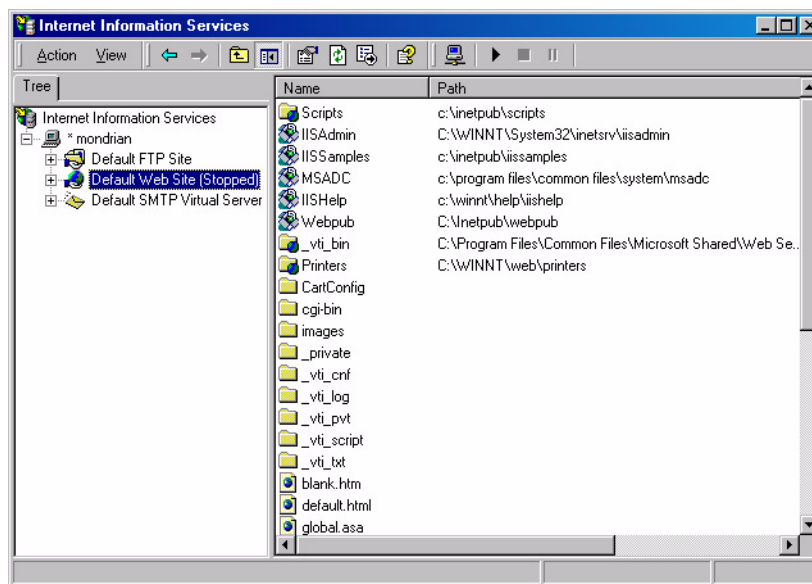 Internet Information Services
Action View
Tree
Internet Information Services
* mondrian
Default FTP Site
Default Web Site (Stopped)
Default SMTP Virtual Server
Name Path
Scripts c:\inetpub\scripts
IISAdmin C:\WINNT\System32\inetsrv\iisadmin
IISSamples c:\inetpub\iissamples
MSADC c:\program files\common files\system\msadc
IISHelp c:\winnt\help\iishelp
Webpub C:\Inetpub\webpub
_vti_bin C:\Program Files\Common Files\Microsoft Shared\Web Se...
Printers C:\WINNT\web\printers
CartConfig
cgi-bin
images
_private
_vti_cnf
_vti_log
_vti_pvt
_vti_script
_vti_txt
blank.htm
default.html
global.asa